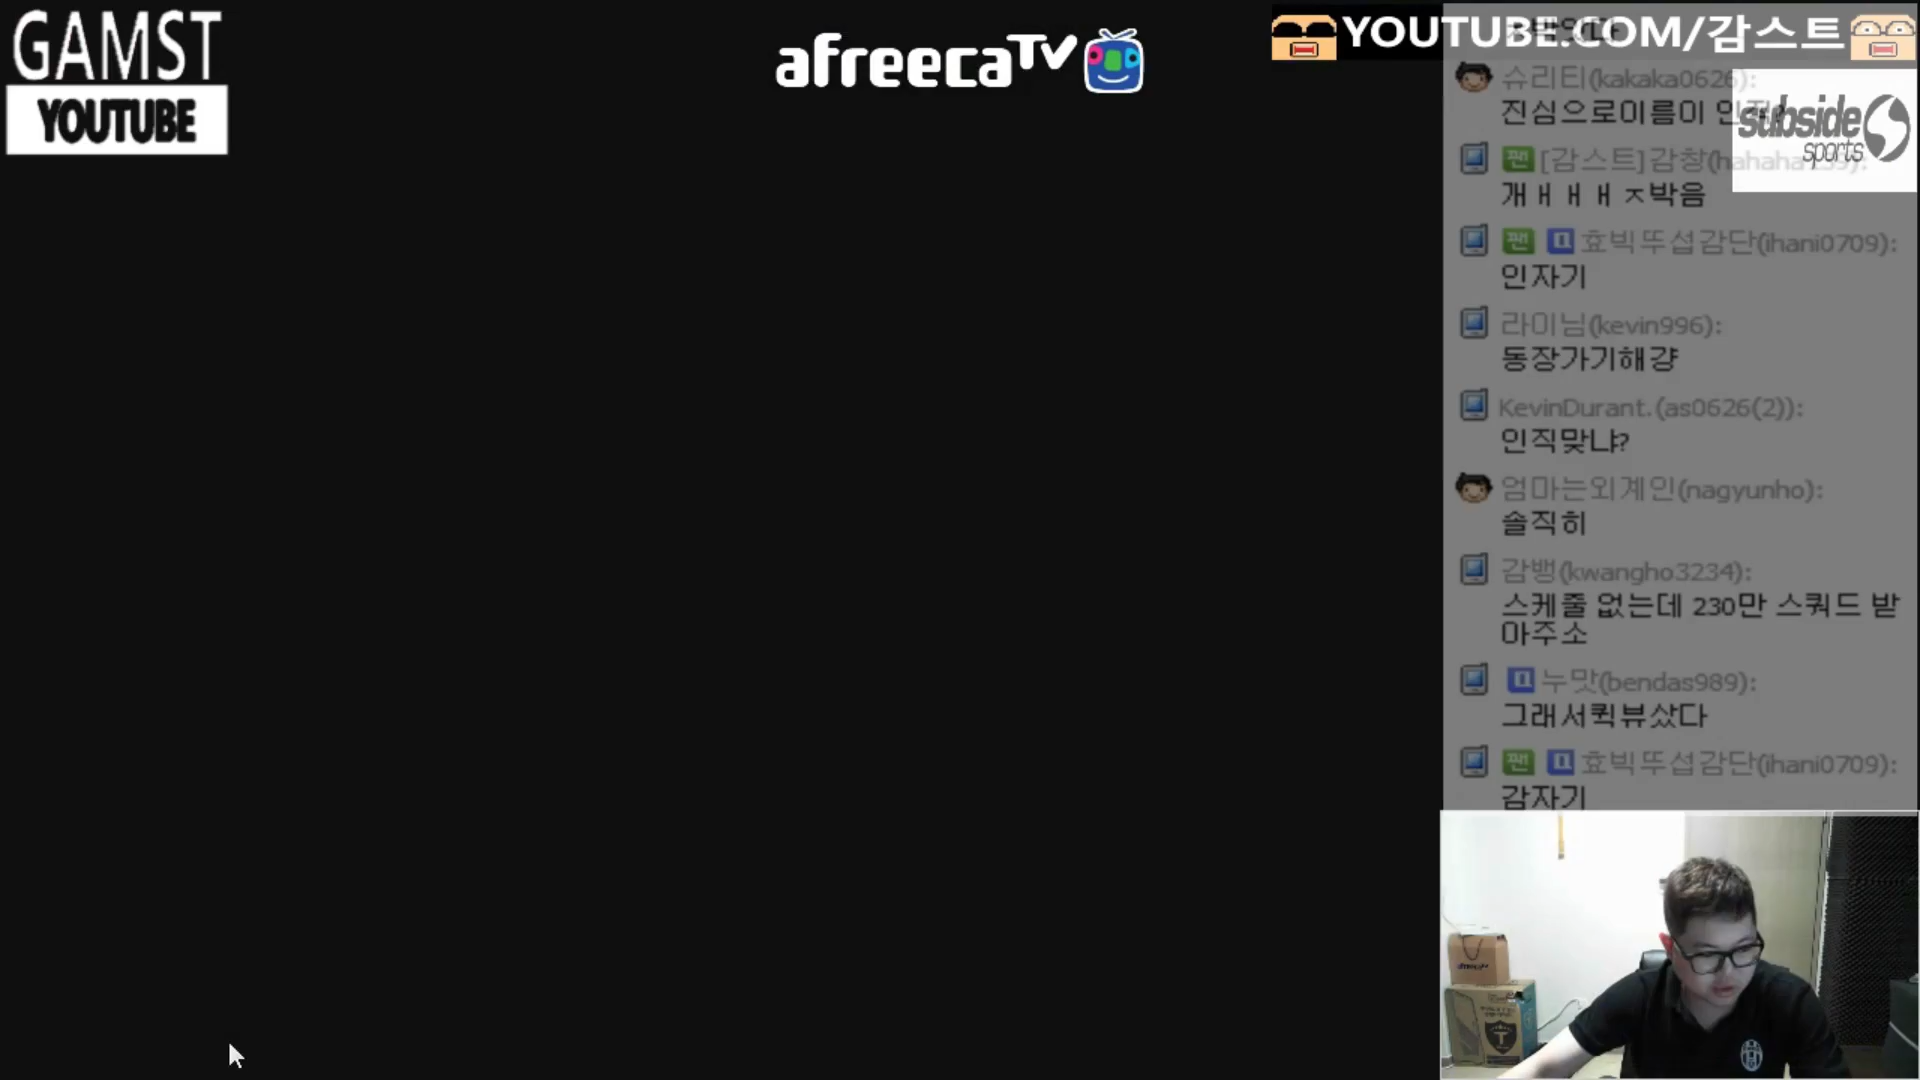 GAMST
YOUTUBE
afreecaTV
YOUTUBE.COM/감스트
subside
sports
슈리티(kakaka0626):
진심으로이름이
팬 [감스트]감창
개ㅐㅐㅐㅈ박음
팬 효빅뚜섭감단(ihani0709):
인자기
라이님(kevin996):
동장가기해걍
KevinDurant.(as0626(2)):
인직맞냐?
엄마는외계인(nagyunho):
솔직히
감뱅(kwangho3234):
스케줄 없는데 230만 스쿼드 받
아주소
누맛(bendas989):
그래서퀵뷰샀다
팬 효빅뚜섭감단(ihani0709):
감자기